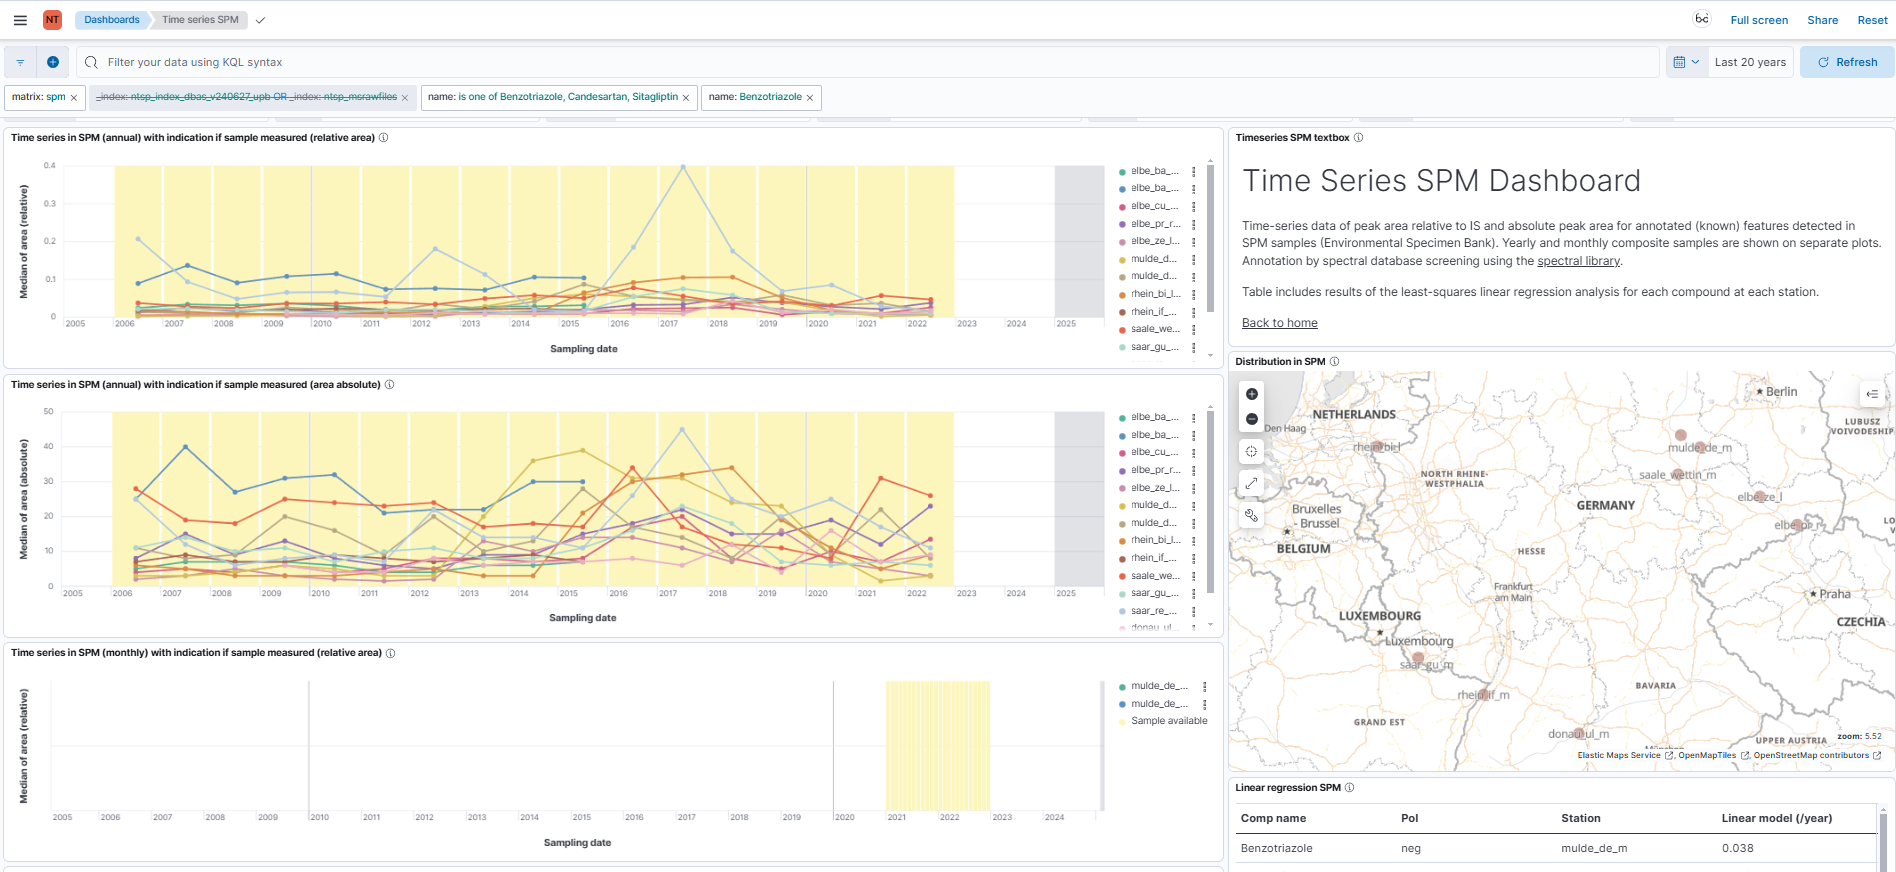 NT Dashboards Time series SPM Full screen Share Reset
Filter your data using KQL syntax Last 20 years Refresh
matrix: spm × _index: ntsp_index_dbas_v240627_upb OR _index: ntsp_msrawfiles × name: is one of Benzotriazole, Candesartan, Sitagliptin × name: Benzotriazole ×
Time series in SPM (annual) with indication if sample measured (relative area)
Median of area (relative)
0.4
0.3
0.2
0.1
0
2005 2006 2007 2008 2009 2010 2011 2012 2013 2014 2015 2016 2017 2018 2019 2020 2021 2022 2023 2024 2025
Sampling date
elbe_ba_...
elbe_ba_...
elbe_cu_...
elbe_pr_r...
elbe_ze_l...
mulde_d...
mulde_d...
rhein_bi_l...
rhein_if_...
saale_we...
saar_gu_...
Time series in SPM (annual) with indication if sample measured (area absolute)
Median of area (absolute)
50
40
30
20
10
0
2005 2006 2007 2008 2009 2010 2011 2012 2013 2014 2015 2016 2017 2018 2019 2020 2021 2022 2023 2024 2025
Sampling date
elbe_ba_...
elbe_ba_...
elbe_cu_...
elbe_pr_r...
elbe_ze_l...
mulde_d...
mulde_d...
rhein_bi_l...
rhein_if_...
saale_we...
saar_gu_...
saar_re_...
donau_ul...
Time series in SPM (monthly) with indication if sample measured (relative area)
Median of area (relative)
2005 2006 2007 2008 2009 2010 2011 2012 2013 2014 2015 2016 2017 2018 2019 2020 2021 2022 2023 2024
Sampling date
mulde_de_...
mulde_de_...
Sample available
Timeseries SPM textbox
Time Series SPM Dashboard
Time-series data of peak area relative to IS and absolute peak area for annotated (known) features detected in
SPM samples (Environmental Specimen Bank). Yearly and monthly composite samples are shown on separate plots.
Annotation by spectral database screening using the spectral library.
Table includes results of the least-squares linear regression analysis for each compound at each station.
Back to home
Distribution in SPM
Berlin
NETHERLANDS
Den Haag
LUBUSZ
VOIVODESHIP
rhein_bi_l
mulde_de_m
NORTH RHINE-
WESTPHALIA
saale_wettin_m
elbe_ze_l
GERMANY
Bruxelles
- Brussel
elbe_pr_r
BELGIUM
HESSE
Frankfurt
am Main
Praha
LUXEMBOURG
CZECHIA
Luxembourg
saar_gu_m
BAVARIA
rhein_if_m
GRAND EST
donau_ul_m
UPPER AUSTRIA
München
zoom: 5.52
Elastic Maps Service , OpenMapTiles , OpenStreetMap contributors
Linear regression SPM
Comp name Pol Station Linear model (/year)
Benzotriazole neg mulde_de_m 0.038